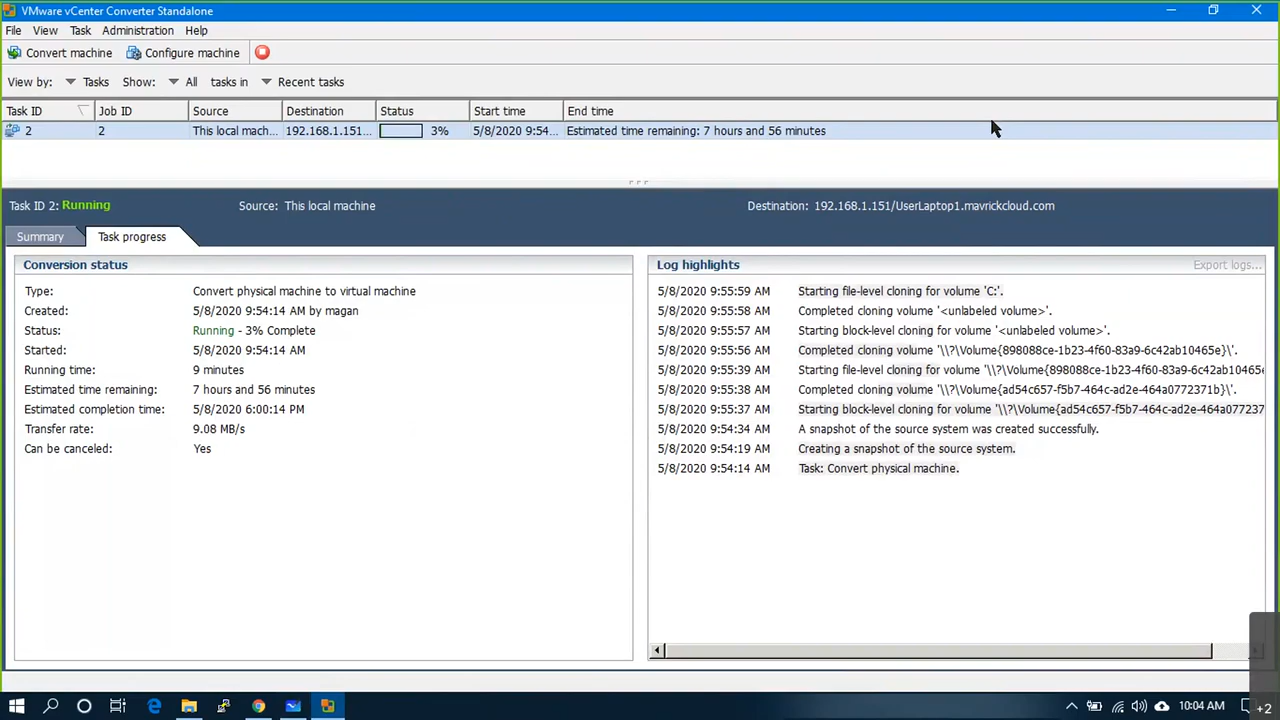 VMware vCenter Converter Standalone
File View Task Administration Help
Convert machine Configure machine
View by: Tasks Show: All tasks in Recent tasks
Task ID Job ID Source Destination Status Start time End time
2 2 This local mach... 192.168.1.151... 3% 5/8/2020 9:54... Estimated time remaining: 7 hours and 56 minutes
Task ID 2: Running Source: This local machine Destination: 192.168.1.151/UserLaptop1.mavrickcloud.com
Summary Task progress
Conversion status
Type: Convert physical machine to virtual machine
Created: 5/8/2020 9:54:14 AM by magan
Status: Running - 3% Complete
Started: 5/8/2020 9:54:14 AM
Running time: 9 minutes
Estimated time remaining: 7 hours and 56 minutes
Estimated completion time: 5/8/2020 6:00:14 PM
Transfer rate: 9.08 MB/s
Can be canceled: Yes
Log highlights Export logs...
5/8/2020 9:55:59 AM Starting file-level cloning for volume 'C:'.
5/8/2020 9:55:58 AM Completed cloning volume '<unlabeled volume>'.
5/8/2020 9:55:57 AM Starting block-level cloning for volume '<unlabeled volume>'.
5/8/2020 9:55:56 AM Completed cloning volume '\\?\Volume{898088ce-1b23-4f60-83a9-6c42ab10465e}\'.
5/8/2020 9:55:39 AM Starting file-level cloning for volume '\\?\Volume{898088ce-1b23-4f60-83a9-6c42ab10465e
5/8/2020 9:55:38 AM Completed cloning volume '\\?\Volume{ad54c657-f5b7-464c-ad2e-464a0772371b}\'.
5/8/2020 9:55:37 AM Starting block-level cloning for volume '\\?\Volume{ad54c657-f5b7-464c-ad2e-464a077237
5/8/2020 9:54:34 AM A snapshot of the source system was created successfully.
5/8/2020 9:54:19 AM Creating a snapshot of the source system.
5/8/2020 9:54:14 AM Task: Convert physical machine.
10:04 AM +2